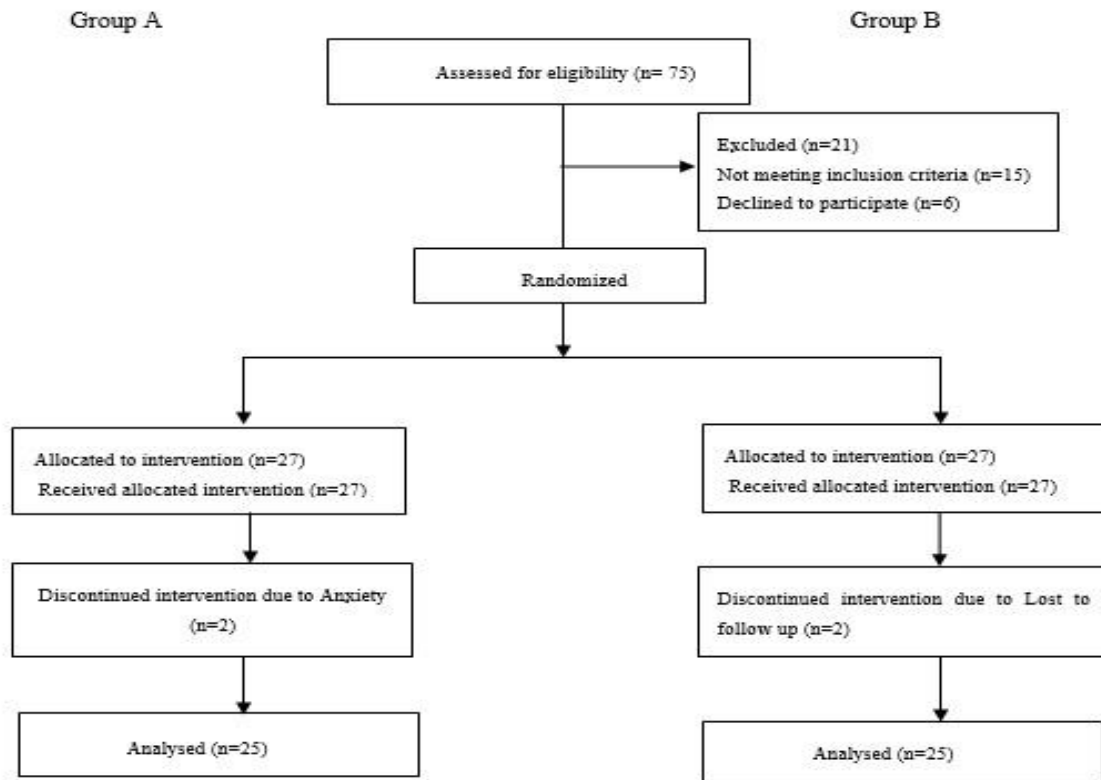 Group A
Group B
Assessed for eligibility (n= 75)
Excluded (n=21)
Not meeting inclusion criteria (n=15)
Declined to participate (n=6)
Randomized
Allocated to intervention (n=27)
Received allocated intervention (n=27)
Allocated to intervention (n=27)
Received allocated intervention (n=27)
Discontinued intervention due to Anxiety
(n=2)
Discontinued intervention due to Lost to
follow up (n=2)
Analysed (n=25)
Analysed (n=25)